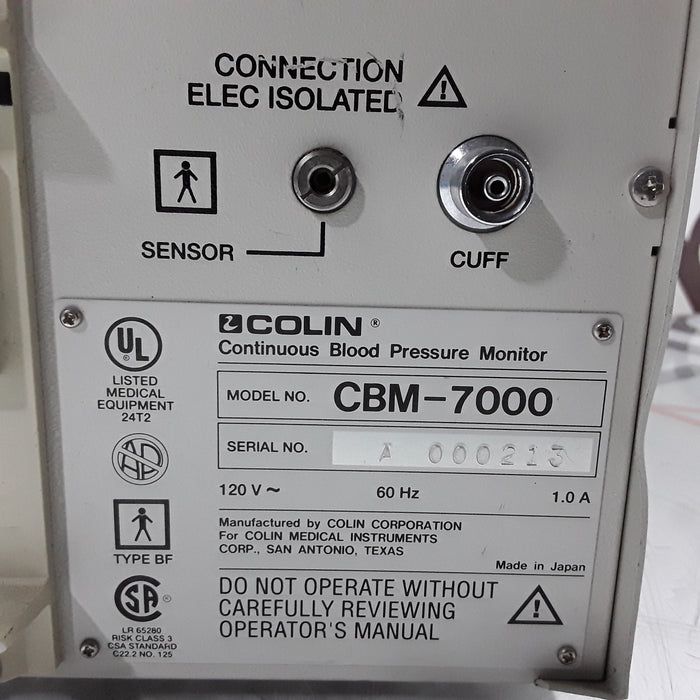 CONNECTION
ELEC ISOLATED
SENSOR
CUFF
UL ®
LISTED
MEDICAL
EQUIPMENT
24T2
TYPE BF
SA ®
LR 65280
RISK CLASS 3
CSA STANDARD
C22.2 NO. 125
COLIN ®
Continuous Blood Pressure Monitor
MODEL NO. CBM-7000
SERIAL NO. A 000213
120 V ~ 60 Hz 1.0 A
Manufactured by COLIN CORPORATION
For COLIN MEDICAL INSTRUMENTS
CORP., SAN ANTONIO, TEXAS
Made in Japan
DO NOT OPERATE WITHOUT
CAREFULLY REVIEWING
OPERATOR'S MANUAL